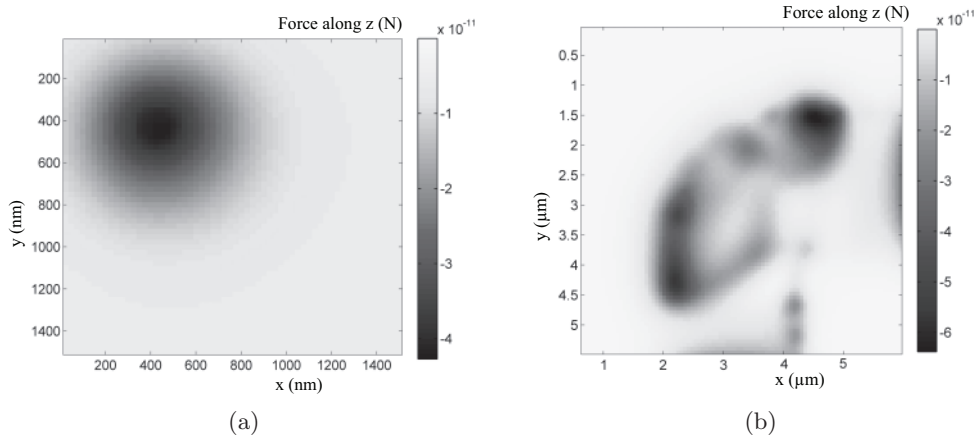 Force along z (N)
x 10⁻¹¹
-1
-2
-3
-4
200
400
600
800
1000
1200
1400
y (nm)
200 400 600 800 1000 1200 1400
x (nm)
(a)
Force along z (N)
x 10⁻¹¹
0
-1
-2
-3
-4
-5
-6
0.5
1
1.5
2
2.5
3
3.5
4
4.5
5
y (µm)
1 2 3 4 5
x (µm)
(b)